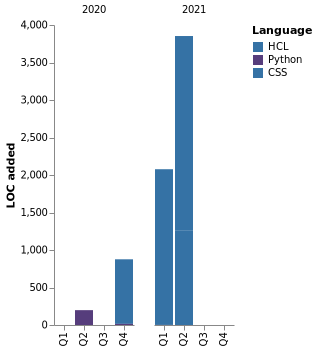 2020 2021
Language
HCL
Python
CSS
LOC added
4,000
3,500
3,000
2,500
2,000
1,500
1,000
500
0
Q1 Q2 Q3 Q4 Q1 Q2 Q3 Q4